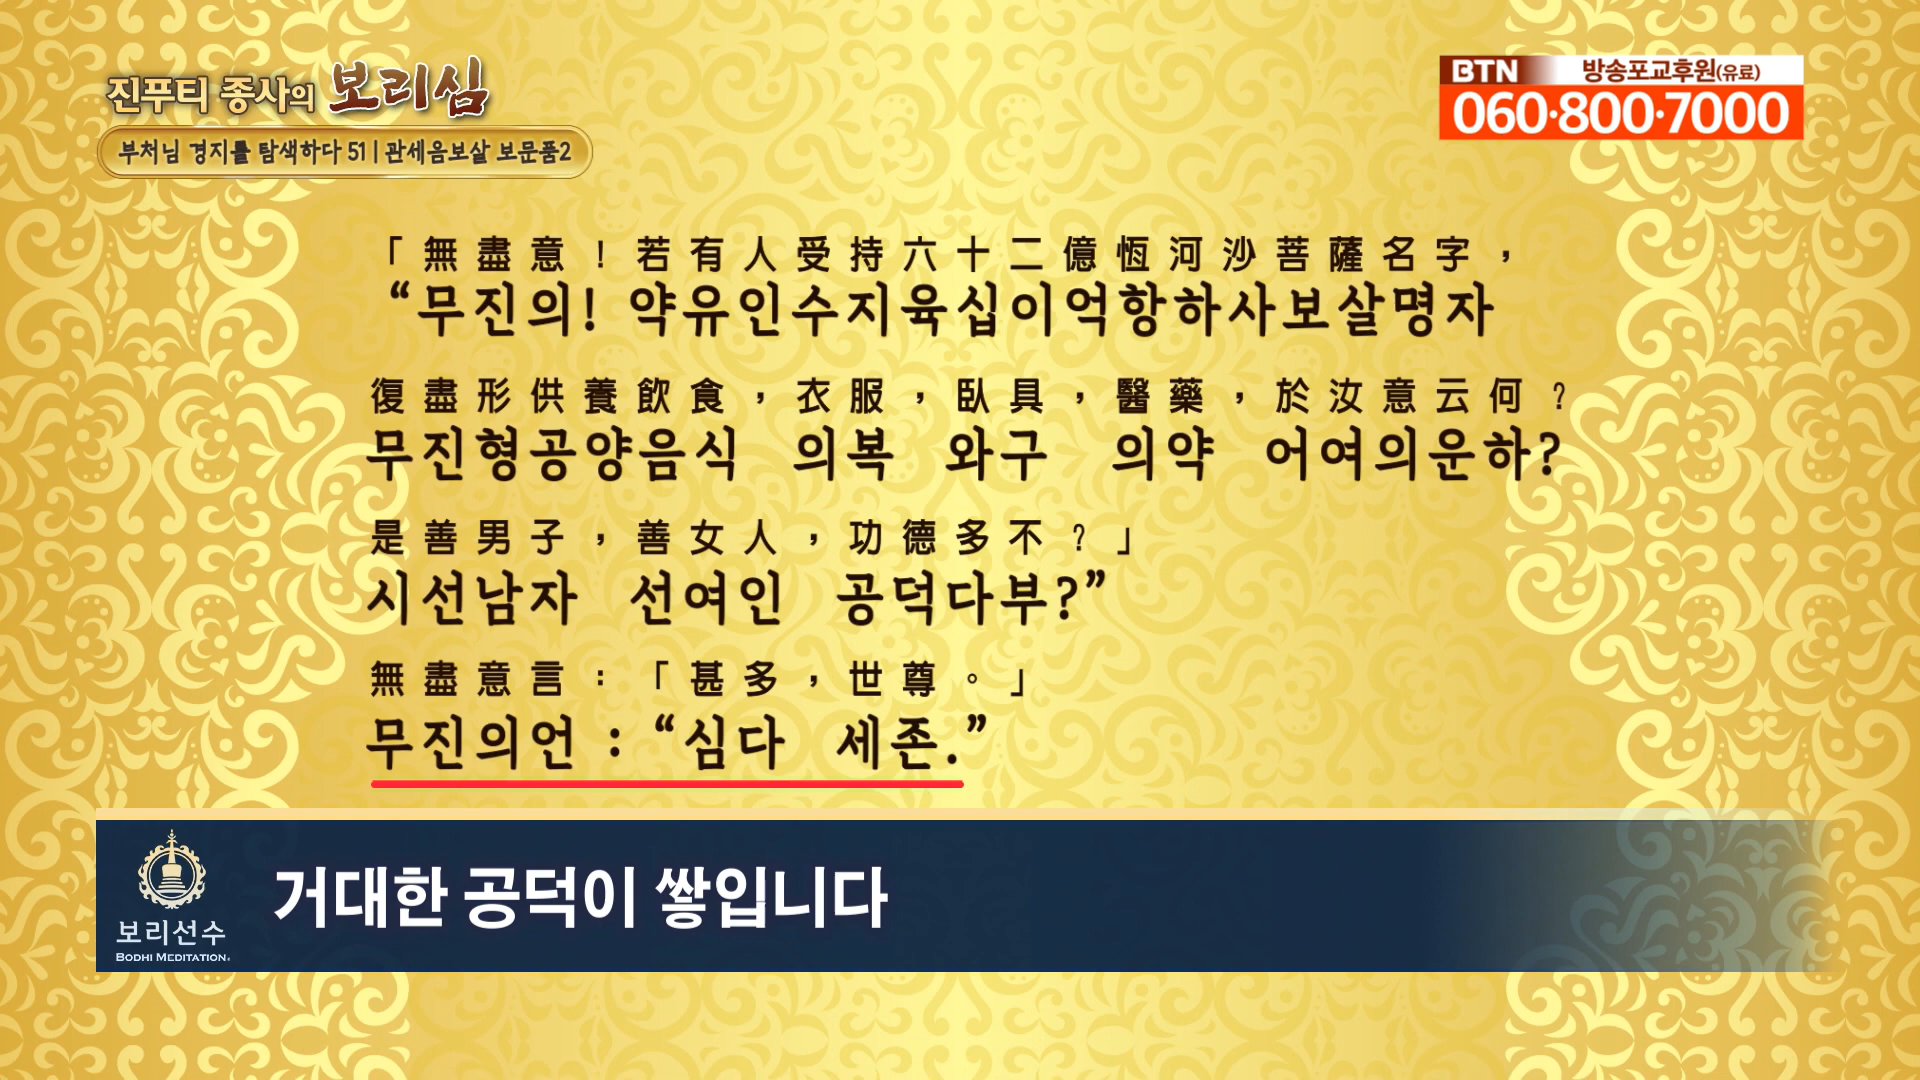 진푸티 종사의 보리심
부처님 경지를 탐색하다 51 | 관세음보살 보문품2
BTN 방송포교후원(유료)
060·800·7000
「無盡意！若有人受持六十二億恆河沙菩薩名字，
“무진의! 약유인수지육십이억항하사보살명자
復盡形供養飲食，衣服，臥具，醫藥，於汝意云何？
무진형공양음식 의복 와구 의약 어여의운하?
是善男子，善女人，功德多不？」
시선남자 선여인 공덕다부?”
無盡意言：「甚多，世尊。」
무진의언 : “심다 세존.”
거대한 공덕이 쌓입니다
보리선수
BODHI MEDITATION